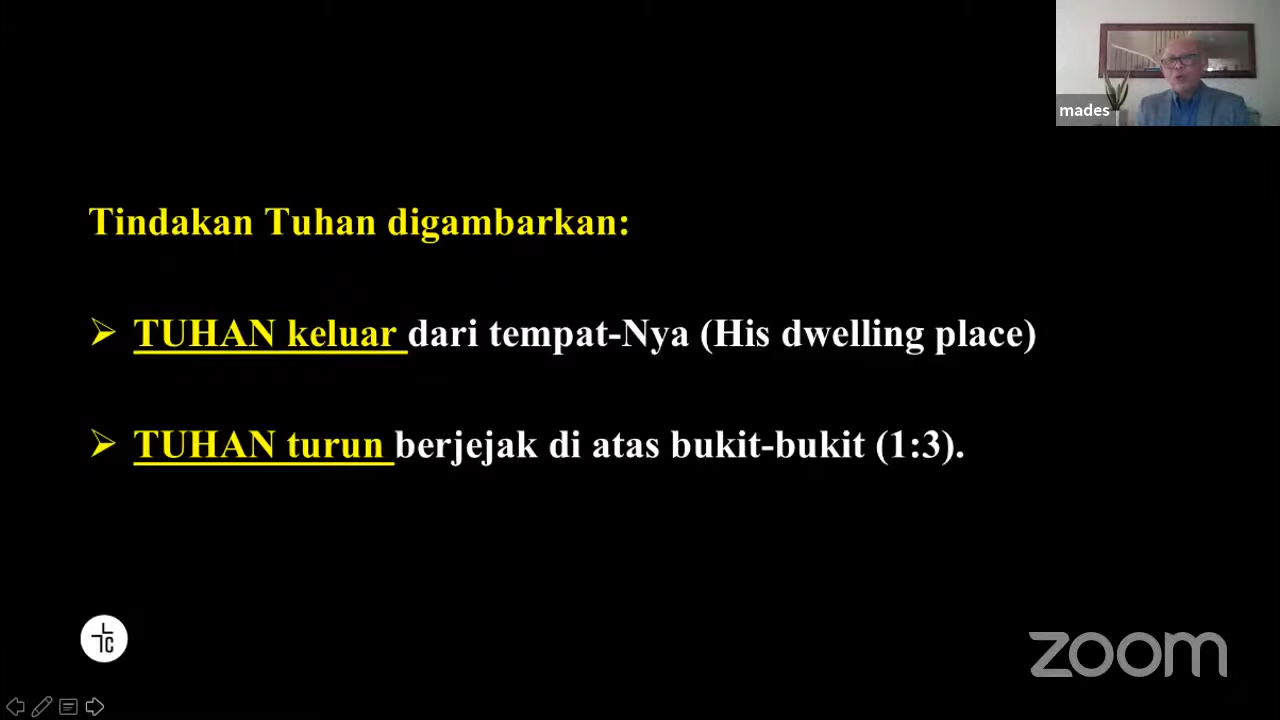 mades
Tindakan Tuhan digambarkan:
TUHAN keluar dari tempat-Nya (His dwelling place)
TUHAN turun berjejak di atas bukit-bukit (1:3).
C
zoom